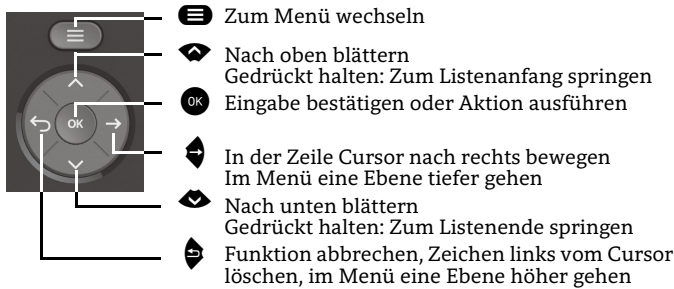 Zum Menü wechseln
Nach oben blättern
Gedrückt halten: Zum Listenanfang springen
OK
OK
Eingabe bestätigen oder Aktion ausführen
In der Zeile Cursor nach rechts bewegen
Im Menü eine Ebene tiefer gehen
Nach unten blättern
Gedrückt halten: Zum Listenende springen
Funktion abbrechen, Zeichen links vom Cursor
löschen, im Menü eine Ebene höher gehen